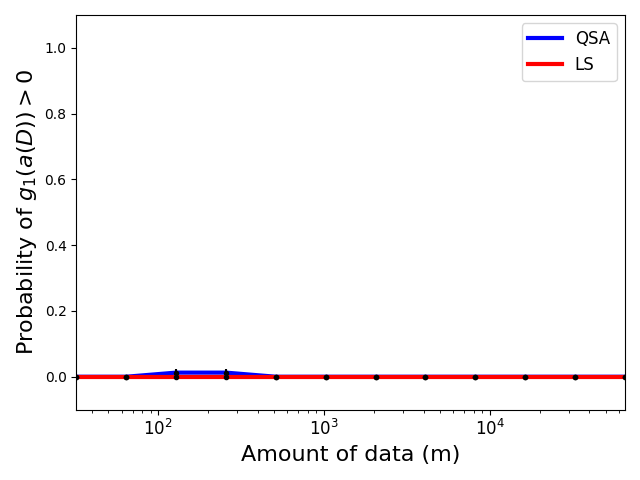 QSA
LS
Probability of $g_1(a(D)) > 0$
1.0
0.8
0.6
0.4
0.2
0.0
10²
10³
10⁴
Amount of data (m)